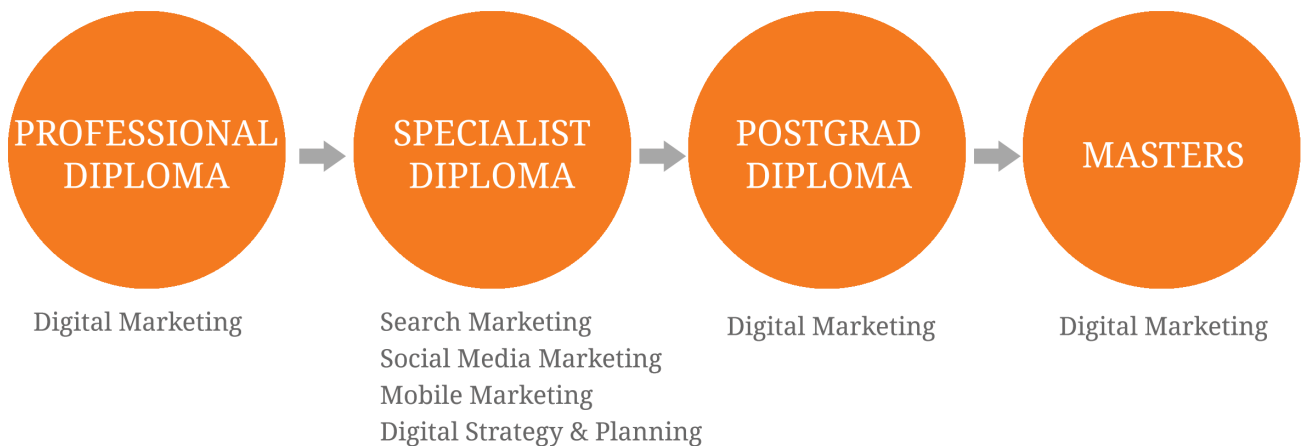 PROFESSIONAL
DIPLOMA
SPECIALIST
DIPLOMA
POSTGRAD
DIPLOMA
MASTERS
Digital Marketing
Search Marketing
Social Media Marketing
Mobile Marketing
Digital Strategy & Planning
Digital Marketing
Digital Marketing